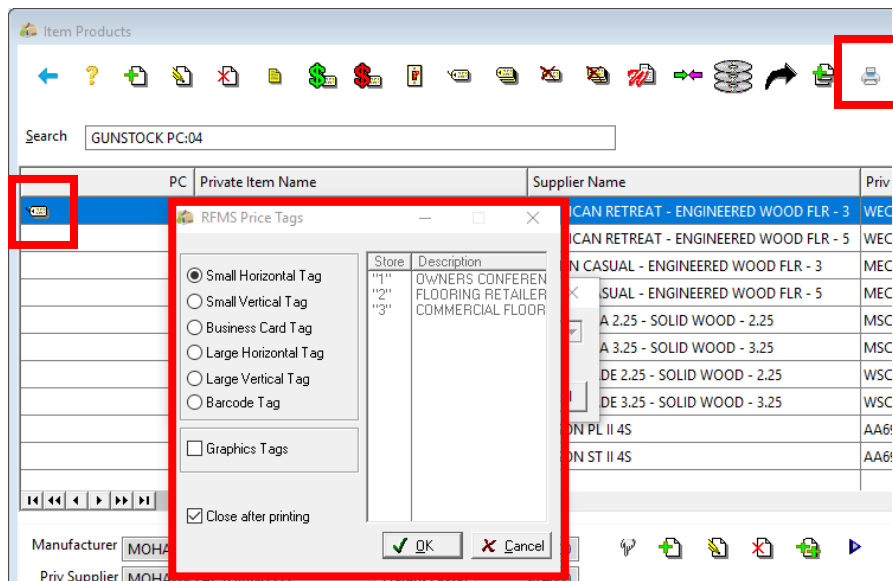 Item Products
Search GUNSTOCK PC:04
PC Private Item Name Supplier Name Priv
RFMS Price Tags
ICAN RETREAT - ENGINEERED WOOD FLR - 3 WEC
ICAN RETREAT - ENGINEERED WOOD FLR - 5 WEC
N CASUAL - ENGINEERED WOOD FLR - 3 MEC
ASUAL - ENGINEERED WOOD FLR - 5 MEC
A 2.25 - SOLID WOOD - 2.25 MSC
A 3.25 - SOLID WOOD - 3.25 MSC
DE 2.25 - SOLID WOOD - 2.25 WSC
DE 3.25 - SOLID WOOD - 3.25 WSC
ON PL II 4S AA69
ON ST II 4S AA69
Small Horizontal Tag
Small Vertical Tag
Business Card Tag
Large Horizontal Tag
Large Vertical Tag
Barcode Tag
Graphics Tags
Close after printing
Store Description
"1" OWNERS CONFEREN
"2" FLOORING RETAILER
"3" COMMERCIAL FLOOR
OK Cancel
Manufacturer MOHA
Priv Supplier MOHA